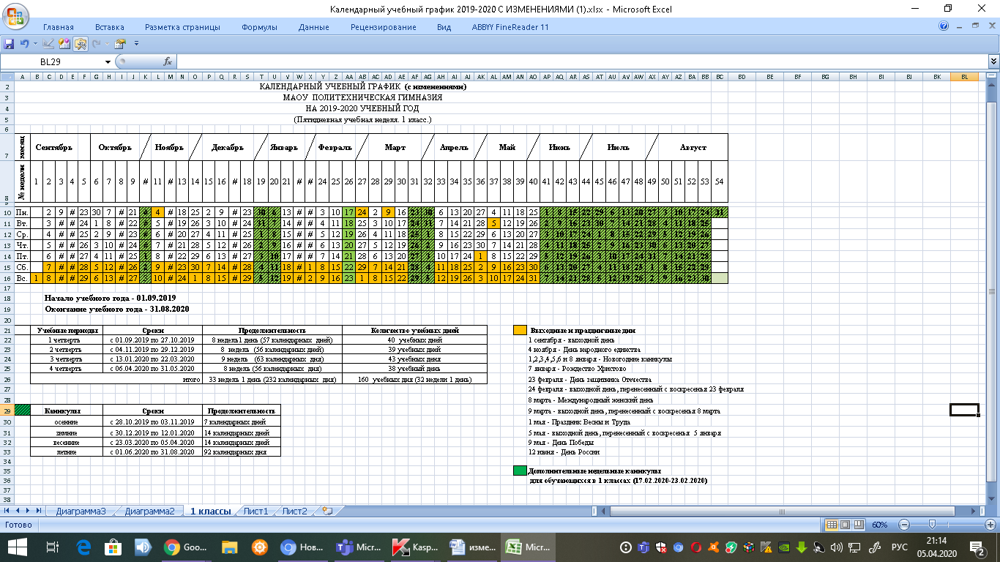 Календарный учебный график 2019-2020 С ИЗМЕНЕНИЯМИ (1).xlsx - Microsoft Excel
Главная Вставка Разметка страницы Формулы Данные Рецензирование Вид ABBYY FineReader 11
BL29 fx
КАЛЕНДАРНЫЙ УЧЕБНЫЙ ГРАФИК (с изменениями)
МАОУ ПОЛИТЕХНИЧЕСКАЯ ГИМНАЗИЯ
НА 2019-2020 УЧЕБНЫЙ ГОД
(Пятидневная учебная неделя. 1 класс.)
месяц Сентябрь Октябрь Ноябрь Декабрь Январь Февраль Март Апрель Май Июнь Июль Август
№ недели 1 2 3 4 5 6 7 8 9 # 11 # 13 14 15 16 # 18 19 20 21 # # 24 25 26 27 28 29 30 31 32 33 34 35 36 37 38 39 40 41 42 43 44 45 46 47 48 49 50 51 52 53 54
Пн. 2 9 # 23 30 7 # 21 # 4 # 18 25 2 9 # 23 30 6 13 # # 3 10 17 24 2 9 16 23 30 6 13 20 27 4 11 18 25 1 8 15 22 29 6 13 20 27 3 10 17 24 31
Вт. 3 # # 24 1 8 # 22 # 5 # 19 26 3 10 # 24 31 7 14 # # 4 11 18 25 3 10 17 24 31 7 14 21 28 5 12 19 26 2 9 16 23 30 7 14 21 28 4 11 18 25
Ср. 4 # # 25 2 9 # 23 # 6 # 20 27 4 11 # 25 1 8 15 # # 5 12 19 26 4 11 18 25 1 8 15 22 29 6 13 20 27 3 10 17 24 1 8 15 22 29 5 12 19 26
Чт. 5 # # 26 3 10 # 24 # 7 # 21 28 5 12 # 26 2 9 16 # # 6 13 20 27 5 12 19 26 2 9 16 23 30 7 14 21 28 4 11 18 25 2 9 16 23 30 6 13 20 27
Пт. 6 # # 27 4 11 # 25 1 8 # 22 29 6 13 # 27 3 10 17 # # 7 14 21 28 6 13 20 27 3 10 17 24 1 8 15 22 29 5 12 19 26 3 10 17 24 31 7 14 21 28
Сб. 7 # # 28 5 12 # 26 2 9 # 23 30 7 14 # 28 4 11 18 # 1 8 15 22 29 7 14 21 28 4 11 18 25 2 9 16 23 30 6 13 20 27 4 11 18 25 1 8 15 22 29
Вс. 1 8 # # 29 6 13 # 27 10 # 24 1 8 15 # 29 5 12 19 # 2 9 16 23 1 8 15 22 29 5 12 19 26 3 10 17 24 31 7 14 21 28 5 12 19 26 2 9 16 23 30
Начало учебного года - 01.09.2019
Окончание учебного года - 31.08.2020
Учебные периоды Сроки Продолжительность Количество учебных дней
1 четверть с 01.09.2019 по 27.10.2019 8 недель1 день (57 календарных дней) 40 учебных дней
2 четверть с 04.11.2019 по 29.12.2019 8 недель (56 календарных дней) 39 учебных дней
3 четверть с 13.01.2020 по 22.03.2020 9 недель (63 календарных дня) 43 учебных деня
4 четверть с 06.04.2020 по 31.05.2020 8 недель (56 календарных дня) 38 учебный день
итого 33 недель 1 день (232 календарных дня) 160 учебных дня (32 недели 1 день)
Каникулы Сроки Продолжительность
осенние с 28.10.2019 по 03.11.2019 7 календарных дней
зимние с 30.12.2019 по 12.01.2020 14 календарных дней
весенние с 23.03.2020 по 05.04.2020 14 календарных дней
летние с 01.06.2020 по 31.08.2020 92 календарных дня
Выходные и праздничные дни
1 сентября - выходной день
4 ноября - День народного единства
1,2,3,4,5,6 и 8 января - Новогодние каникулы
7 января - Рождество Христово
23 февраля - День защитника Отечества
24 февраля - выходной день, перенесенный с воскресенья 23 февраля
8 марта - Международный женский день
9 марта - выходной день, перенесенный с воскресенья 8 марта
1 мая - Праздник Весны и Труда
5 мая - выходной день, перенесенный с воскресенья 5 января
9 мая - День Победы
12 июня - День России
Дополнительные недельные каникулы
для обучающихся в 1 классах (17.02.2020-23.02.2020)
Диаграмма3 Диаграмма2 1 классы Лист1 Лист2
Готово 60%
Goo... Нов... Micr... Kasp... изме... Micr... РУС 21:14
05.04.2020 2